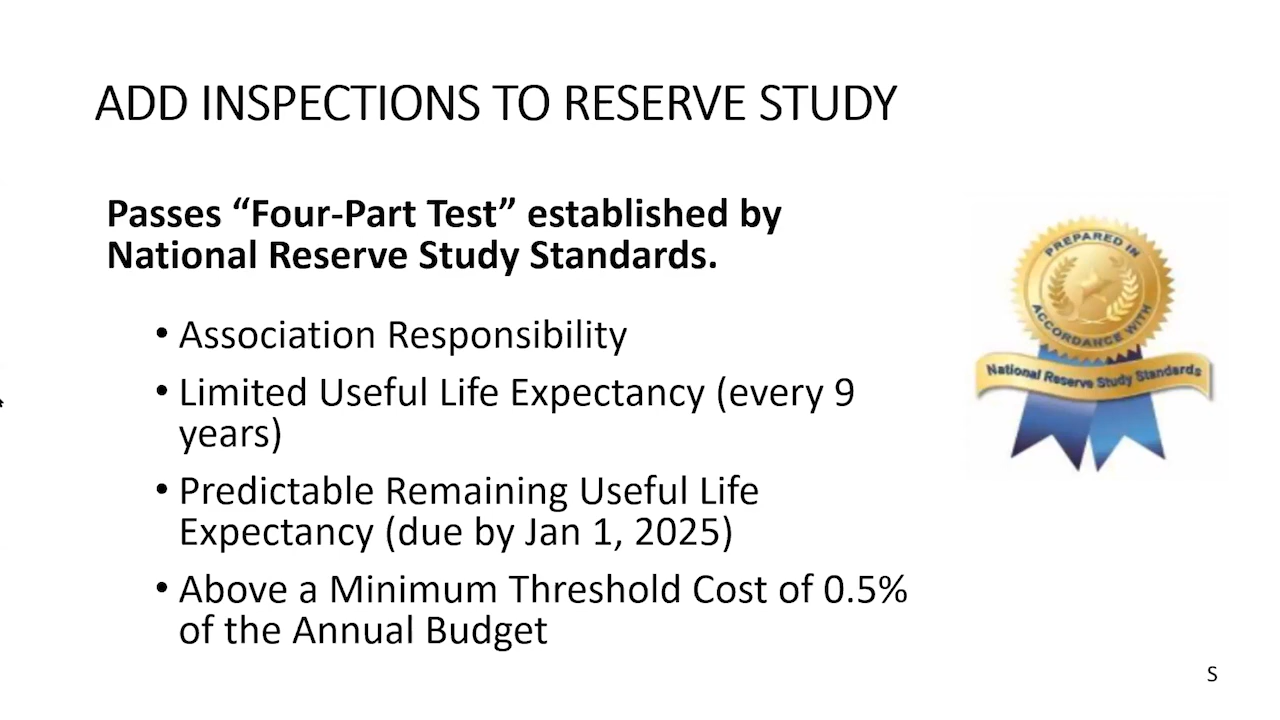 ADD INSPECTIONS TO RESERVE STUDY
Passes “Four-Part Test” established by
National Reserve Study Standards.
• Association Responsibility
• Limited Useful Life Expectancy (every 9
years)
• Predictable Remaining Useful Life
Expectancy (due by Jan 1, 2025)
• Above a Minimum Threshold Cost of 0.5%
of the Annual Budget
PREPARED IN
ACCORDANCE WITH
National Reserve Study Standards
S